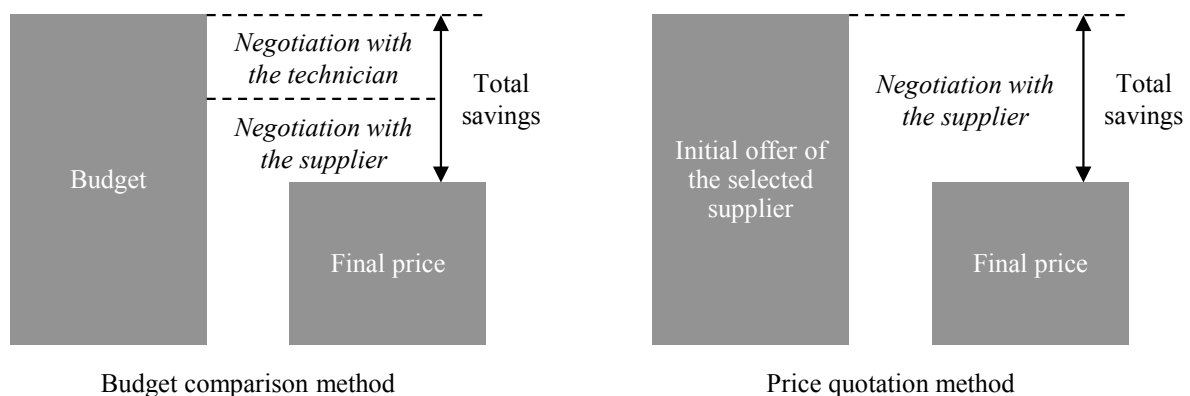 Negotiation with
the technician
Negotiation with
the supplier
Total
savings
Budget
Final price
Budget comparison method
Negotiation with
the supplier
Total
savings
Initial offer of
the selected
supplier
Final price
Price quotation method